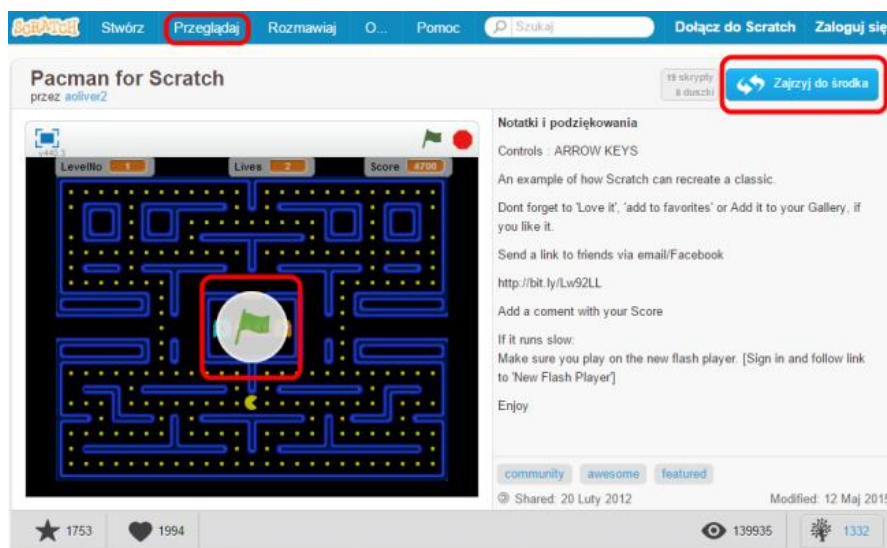 SCRATCH Stwórz Przeglądaj Rozmawiaj O... Pomoc Szukaj Dołącz do Scratch Zaloguj się
Pacman for Scratch
przez aoliver2
19 skrypty
8 duszki
Zajrzyj do środka
v440.3
LevelNo 1 Lives 2 Score 4700
Notatki i podziękowania
Controls : ARROW KEYS
An example of how Scratch can recreate a classic.
Dont forget to 'Love it', 'add to favorites' or Add it to your Gallery, if
you like it.
Send a link to friends via email/Facebook
http://bit.ly/Lw92LL
Add a coment with your Score
If it runs slow:
Make sure you play on the new flash player. [Sign in and follow link
to 'New Flash Player']
Enjoy
community awesome featured
Shared: 20 Luty 2012 Modified: 12 Maj 2015
1753 1994 139935 1332